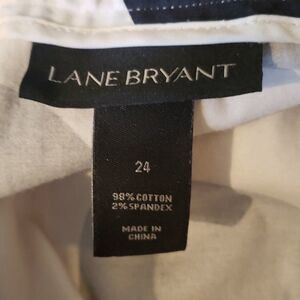 LANE BRYANT
24
98% COTTON
2% SPANDEX
MADE IN
CHINA